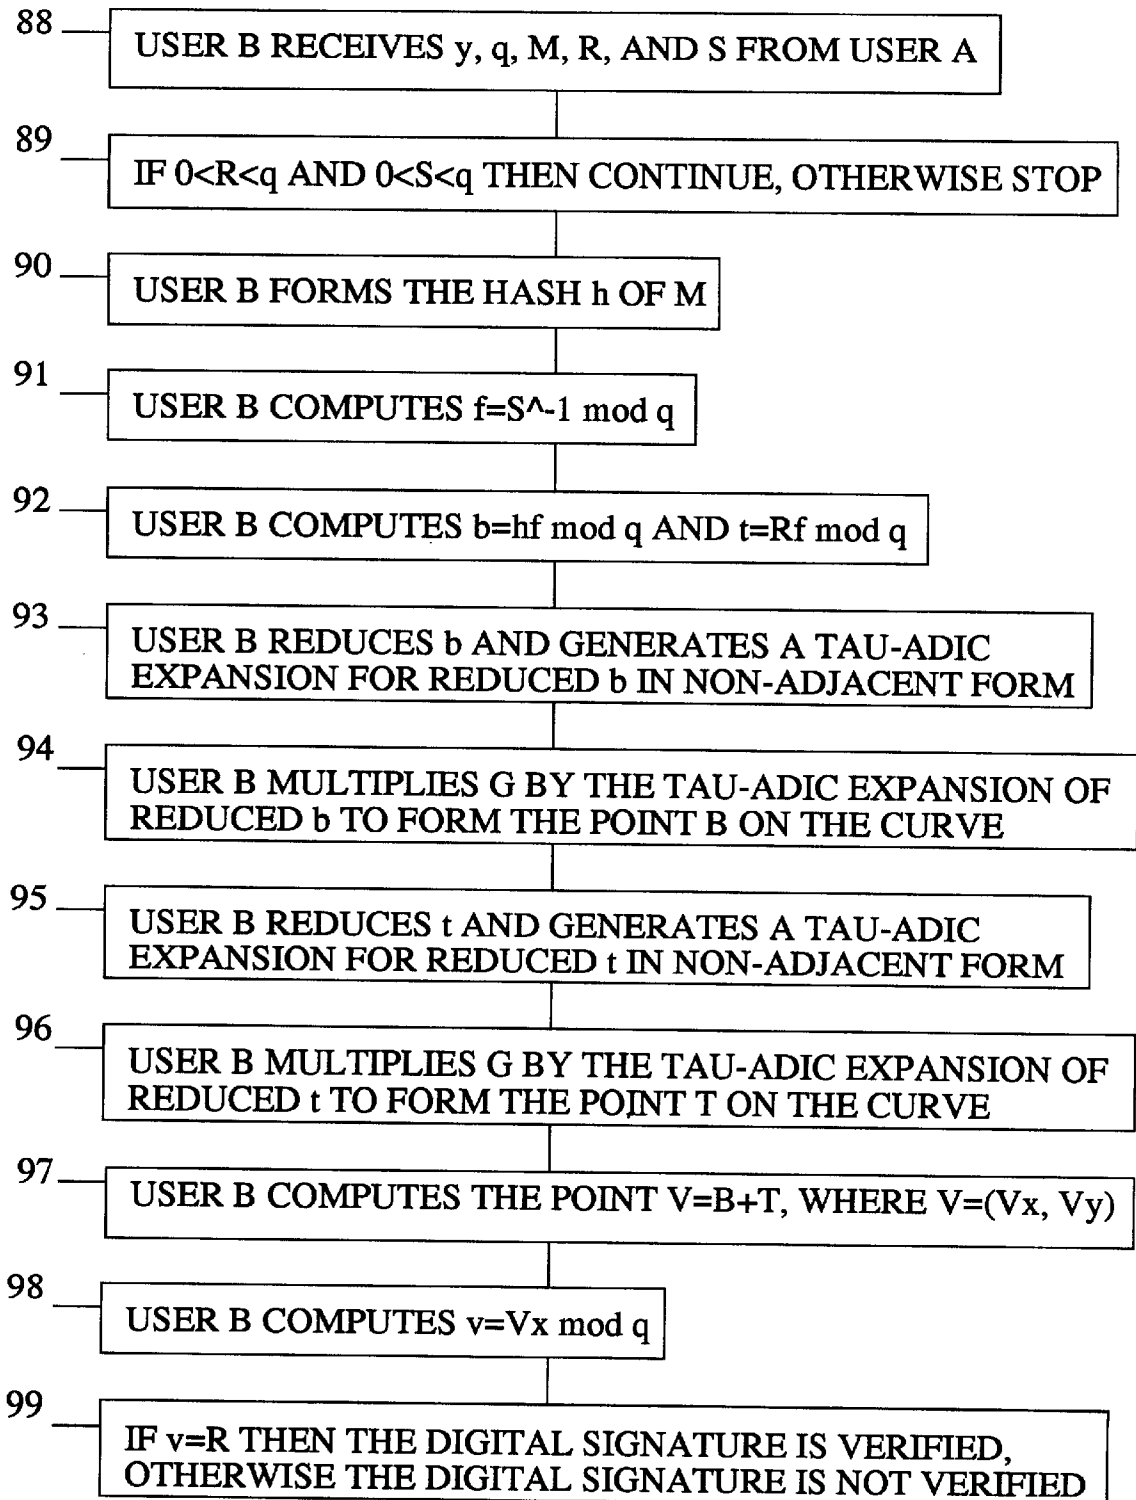 88
USER B RECEIVES y, q, M, R, AND S FROM USER A
89
IF 0<R<q AND 0<S<q THEN CONTINUE, OTHERWISE STOP
90
USER B FORMS THE HASH h OF M
91
USER B COMPUTES f=S^-1 mod q
92
USER B COMPUTES b=hf mod q AND t=Rf mod q
93
USER B REDUCES b AND GENERATES A TAU-ADIC
EXPANSION FOR REDUCED b IN NON-ADJACENT FORM
94
USER B MULTIPLIES G BY THE TAU-ADIC EXPANSION OF
REDUCED b TO FORM THE POINT B ON THE CURVE
95
USER B REDUCES t AND GENERATES A TAU-ADIC
EXPANSION FOR REDUCED t IN NON-ADJACENT FORM
96
USER B MULTIPLIES G BY THE TAU-ADIC EXPANSION OF
REDUCED t TO FORM THE POINT T ON THE CURVE
97
USER B COMPUTES THE POINT V=B+T, WHERE V=(Vx, Vy)
98
USER B COMPUTES v=Vx mod q
99
IF v=R THEN THE DIGITAL SIGNATURE IS VERIFIED,
OTHERWISE THE DIGITAL SIGNATURE IS NOT VERIFIED